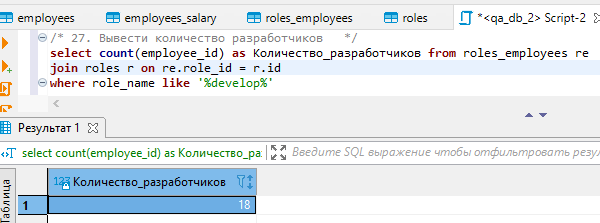 employees employees_salary roles_employees roles *<qa_db_2> Script-2
/* 27. Вывести количество разработчиков */
select count(employee_id) as Количество_разработчиков from roles_employees re
join roles r on re.role_id = r.id
where role_name like '%develop%'
Результат 1
select count(employee_id) as Количество_раз Введите SQL выражение чтобы отфильтровать резул
Таблица
123 Количество_разработчиков
1 18